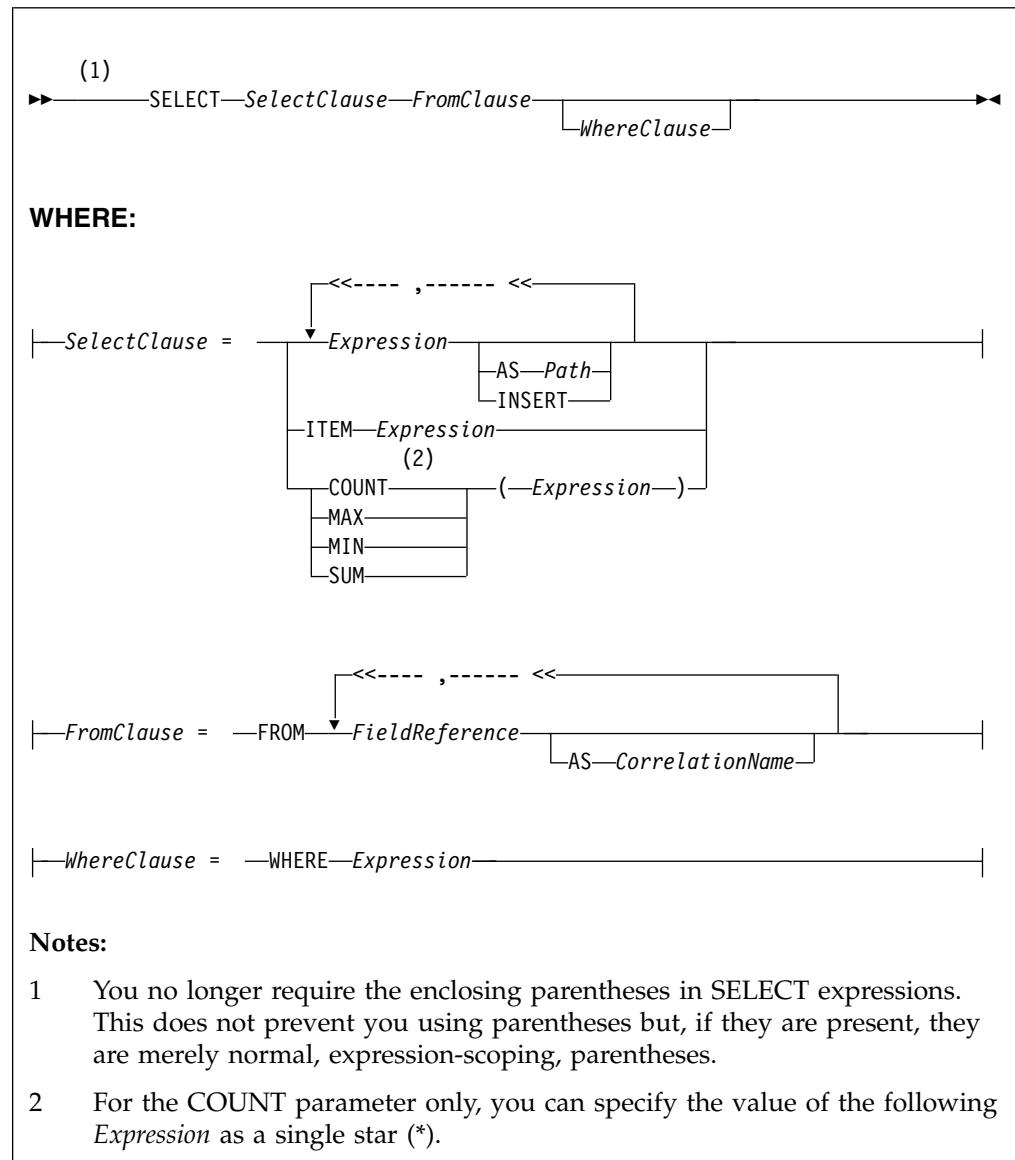 (1)
SELECT SelectClause FromClause
WhereClause
WHERE:
<<---- ,------ <<
SelectClause = Expression
AS Path
INSERT
ITEM Expression
(2)
COUNT ( Expression )
MAX
MIN
SUM
<<---- ,------ <<
FromClause = FROM FieldReference
AS CorrelationName
WhereClause = WHERE Expression
Notes:
1 You no longer require the enclosing parentheses in SELECT expressions.
This does not prevent you using parentheses but, if they are present, they
are merely normal, expression-scoping, parentheses.
2 For the COUNT parameter only, you can specify the value of the following
Expression as a single star (*).